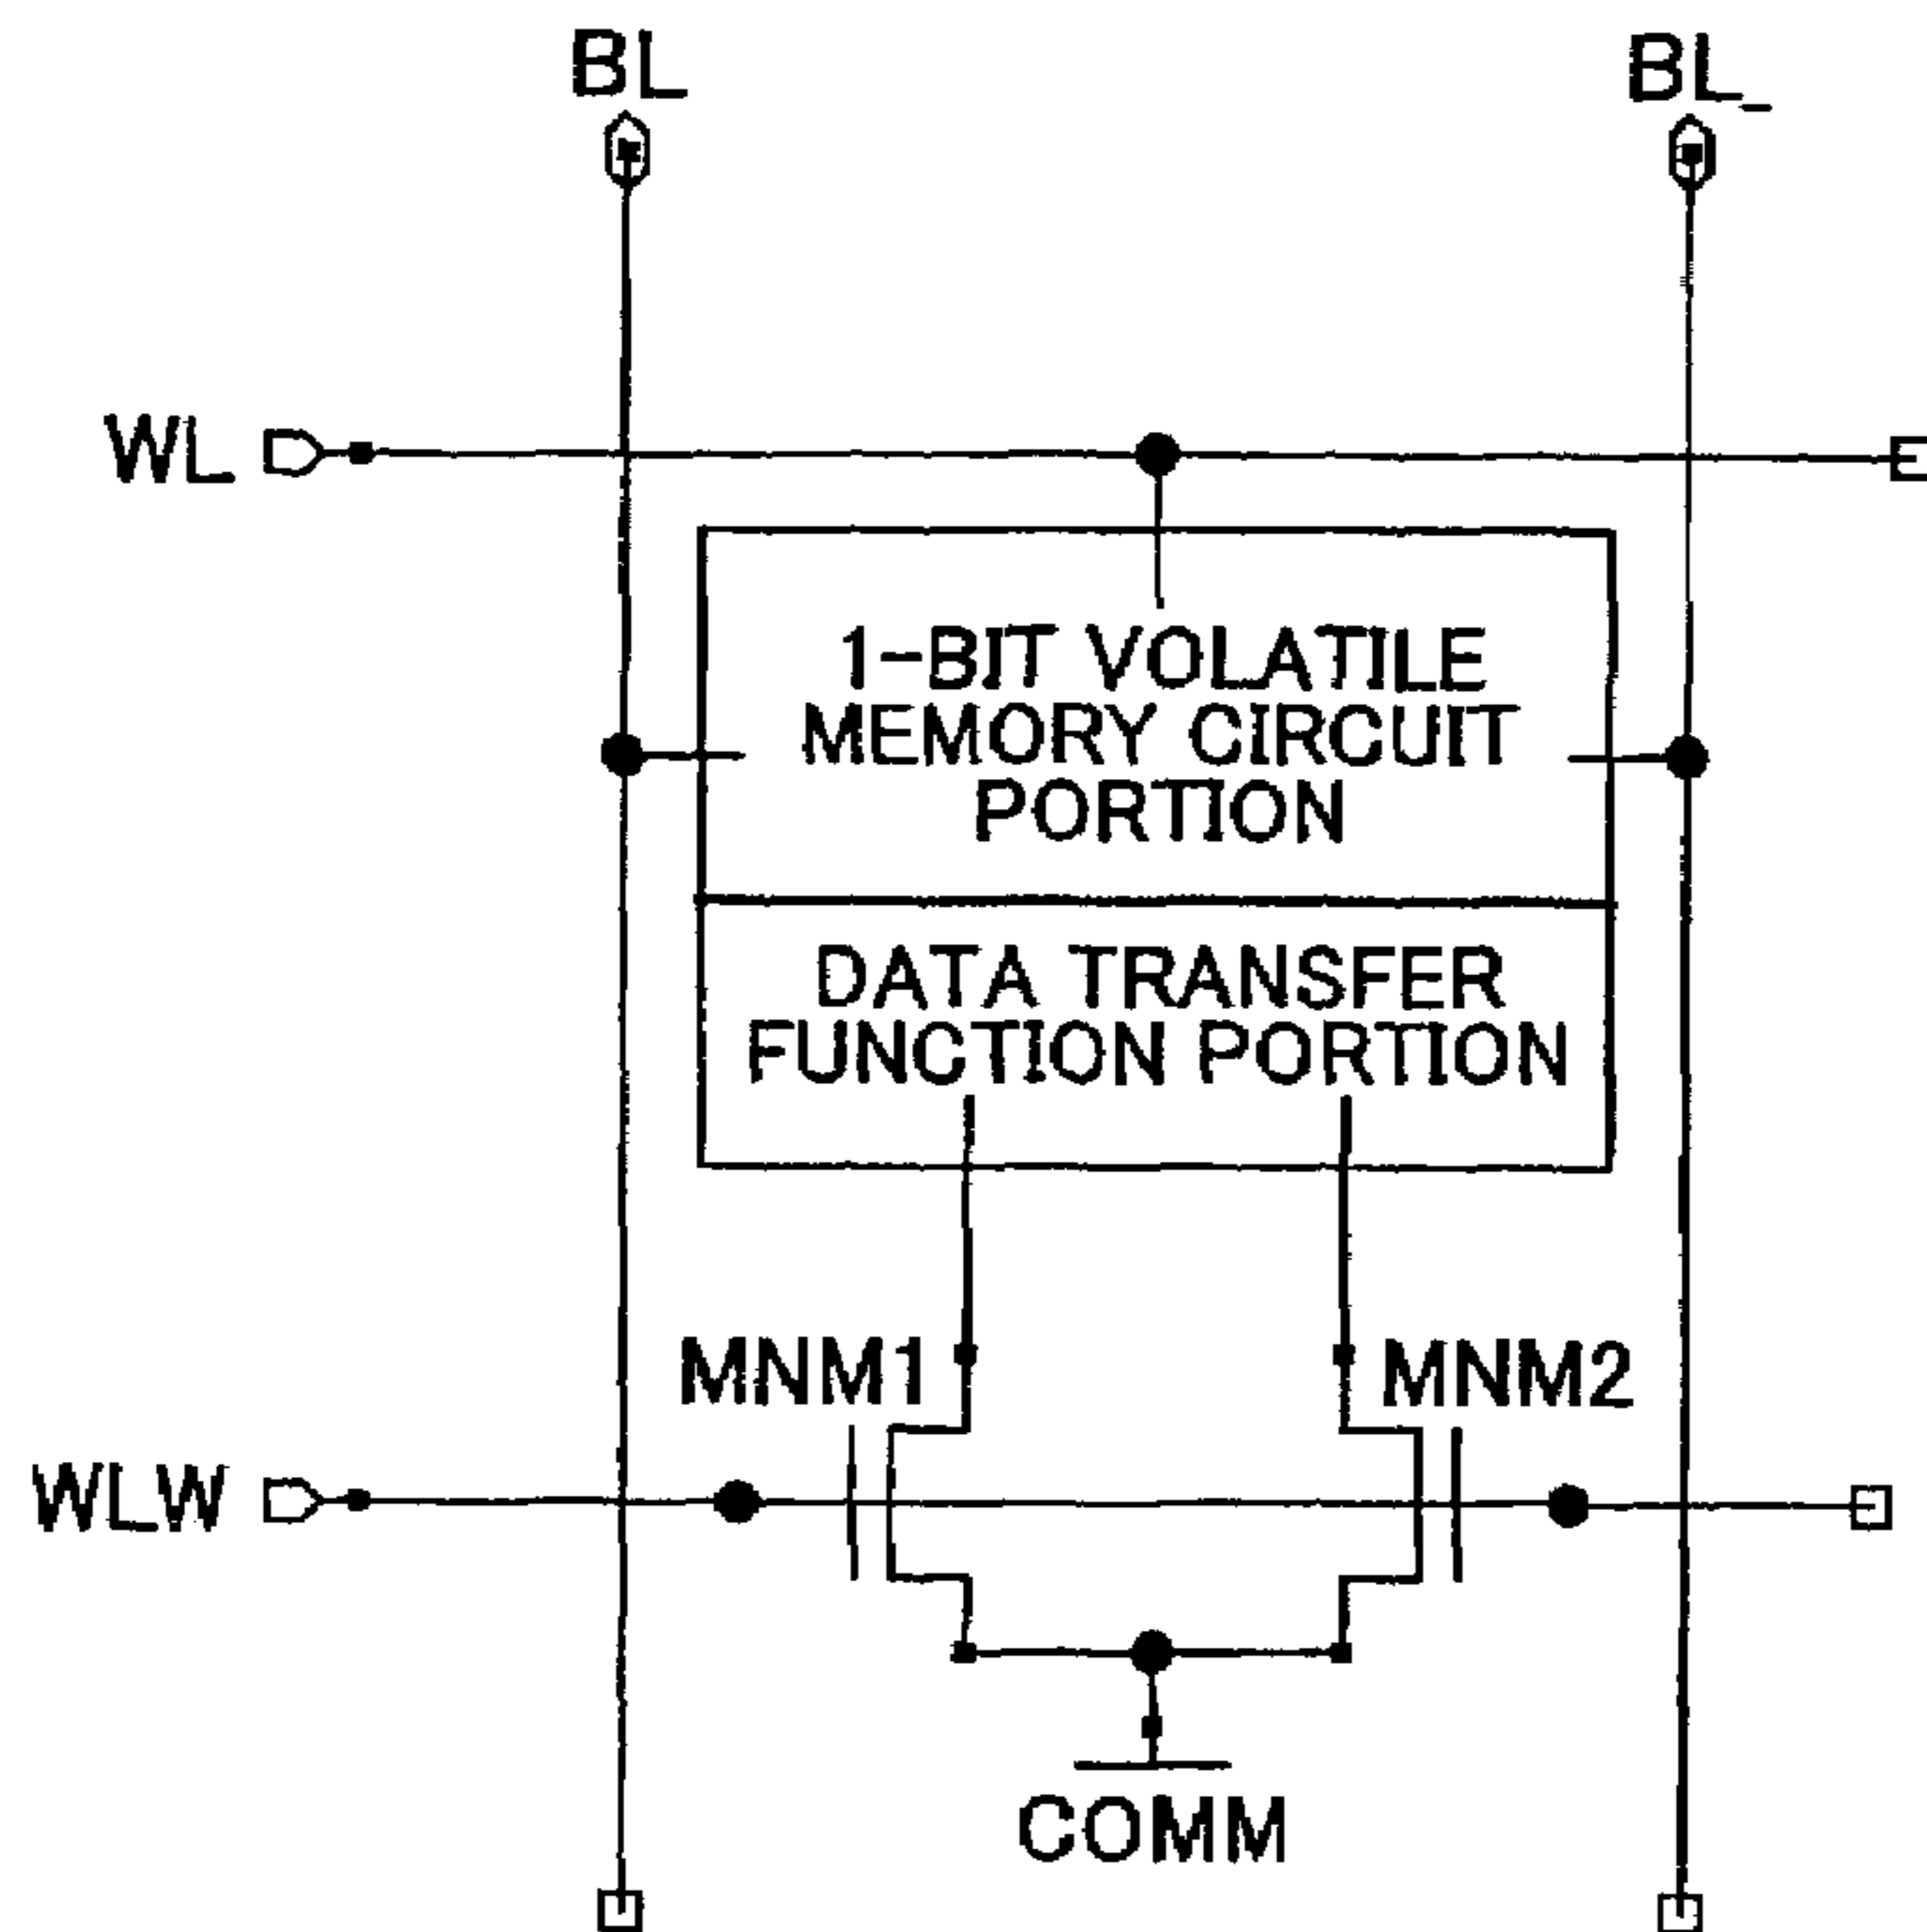 BL
BL_
WL
1-BIT VOLATILE
MEMORY CIRCUIT
PORTION
DATA TRANSFER
FUNCTION PORTION
MNM1
MNM2
WLW
COMM